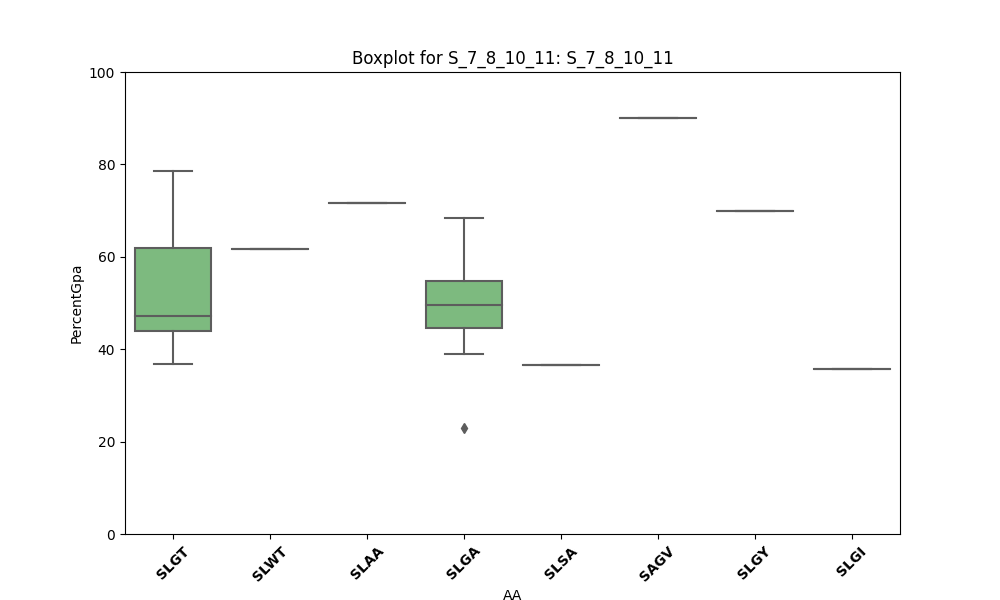 Boxplot for S_7_8_10_11: S_7_8_10_11
100
80
60
40
20
0
PercentGpa
SLGT
SLWT
SLAA
SLGA
SLSA
SAGV
SLGY
SLGI
AA